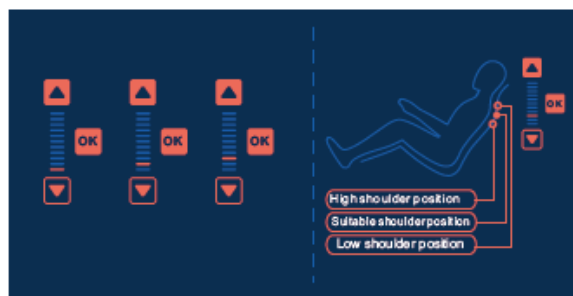 OK
OK
OK
OK
High shoulder position
Suitable shoulder position
Low shoulder position